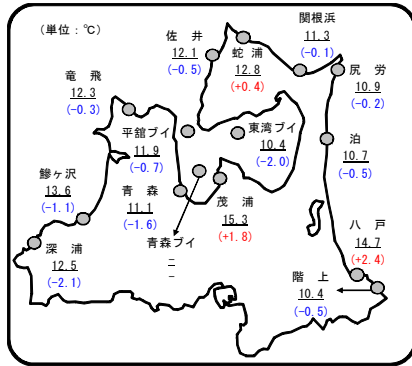 (単位：℃)
関根浜
11.3
(-0.1)
佐井
12.1
(-0.5)
蛇浦
12.8
(+0.4)
尻労
10.9
(-0.2)
竜飛
12.3
(-0.3)
平舘ブイ
11.9
(-0.7)
東湾ブイ
10.4
(-2.0)
泊
10.7
(-0.5)
鰺ヶ沢
13.6
(-1.1)
青森
11.1
(-1.6)
茂浦
15.3
(+1.8)
青森ブイ
--
--
八戸
14.7
(+2.4)
深浦
12.5
(-2.1)
階上
10.4
(-0.5)